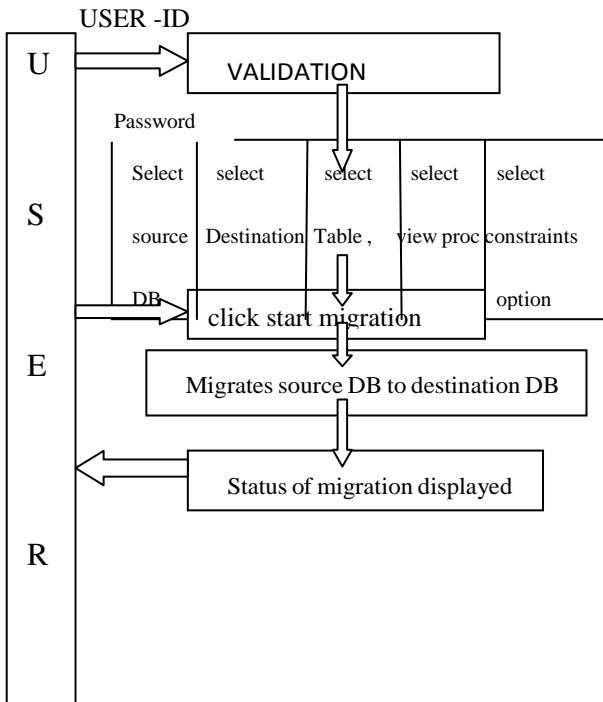 USER -ID
U
VALIDATION
Password
Select select select select select
S
source Destination Table , view proc constraints
DB option
click start migration
E
Migrates source DB to destination DB
Status of migration displayed
R